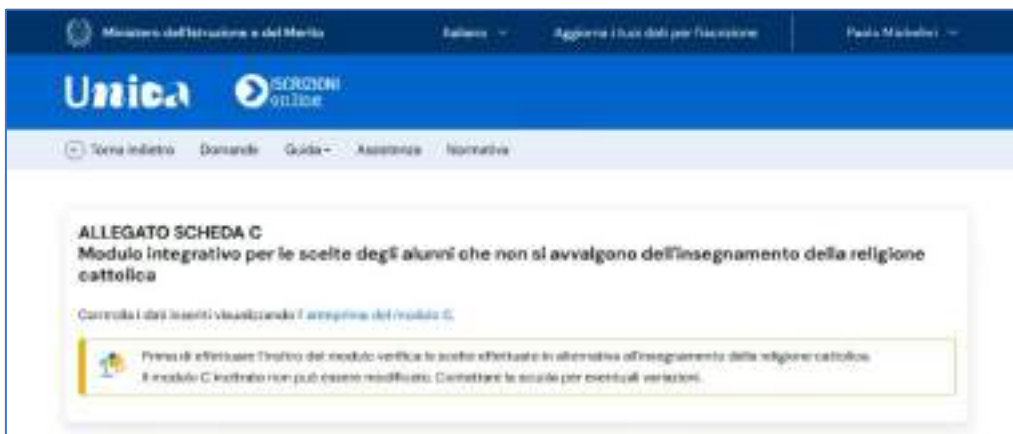 Ministero dell'Istruzione e del Merito
Italiano
Aggiorna i tuoi dati per l'iscrizione
Paola
Unica
ISCRIZIONI
online
Torna indietro
Domande
Guida
Assistenza
Normativa
ALLEGATO SCHEDA C
Modulo integrativo per le scelte degli alunni che non si avvalgono dell'insegnamento della religione
cattolica
Controlla i dati inseriti visualizzando l'anteprima del modulo C.
Prima di effettuare l'inoltro del modulo verifica le scelte effettuate in alternativa all'insegnamento della religione cattolica.
Il modulo C inoltrato non può essere modificato. Contattare la scuola per eventuali variazioni.